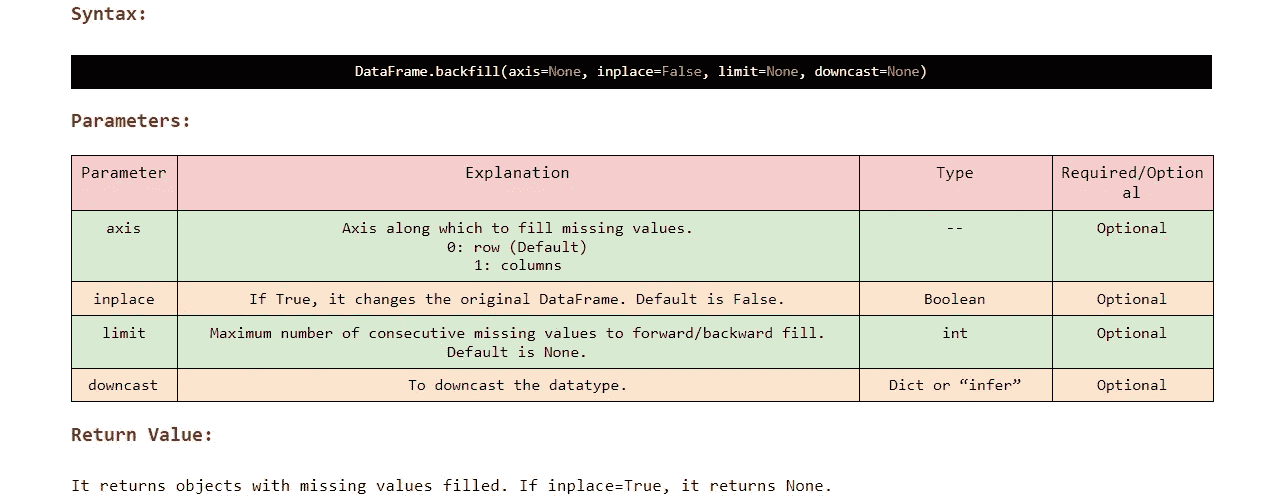 Syntax:
DataFrame.backfill(axis=None, inplace=False, limit=None, downcast=None)
Parameters:
Parameter Explanation Type Required/Option
al
axis Axis along which to fill missing values. -- Optional
0: row (Default)
1: columns
inplace If True, it changes the original DataFrame. Default is False. Boolean Optional
limit Maximum number of consecutive missing values to forward/backward fill. int Optional
Default is None.
downcast To downcast the datatype. Dict or “infer” Optional
Return Value:
It returns objects with missing values filled. If inplace=True, it returns None.